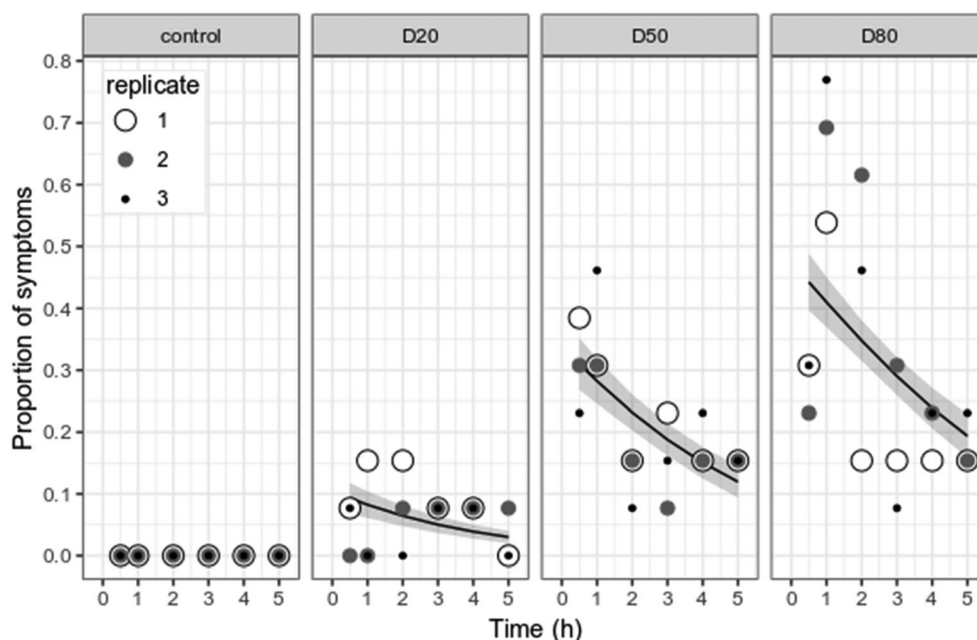 control D20 D50 D80
replicate
1
2
3
Proportion of symptoms
0.8
0.7
0.6
0.5
0.4
0.3
0.2
0.1
0.0
0 1 2 3 4 5 0 1 2 3 4 5 0 1 2 3 4 5 0 1 2 3 4 5
Time (h)